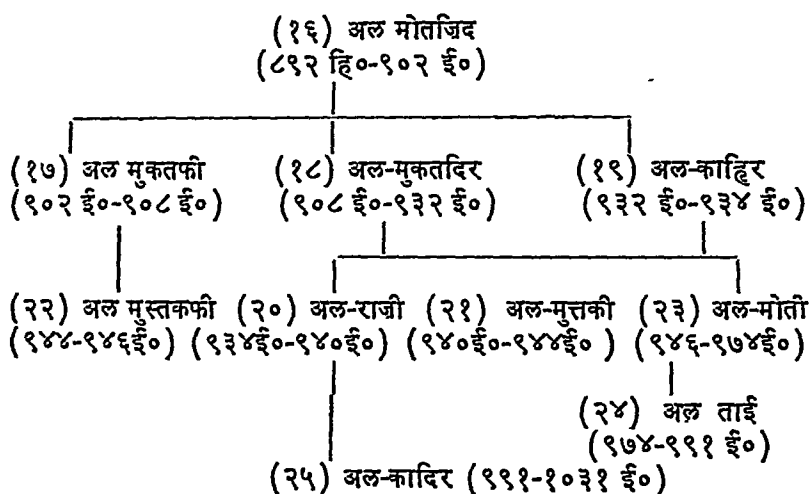 (१६) अल मोतजिद
(८९२ हि०-९०२ ई०)
(१७) अल मुकतफी (१८) अल-मुकतदिर (१९) अल-काहिर
(९०२ ई०-९०८ ई०) (९०८ ई०-९३२ ई०) (९३२ ई०-९३४ ई०)
(२२) अल मुस्तकफी (२०) अल-राजी (२१) अल-मुत्तकी (२३) अल-मोती
(९४४-९४६ई०) (९३४ई०-९४०ई०) (९४०ई०-९४४ई० ) (९४६-९७४ई०)
(२४) अल ताई
(९७४-९९१ ई०)
(२५) अल-कादिर (९९१-१०३१ ई०)